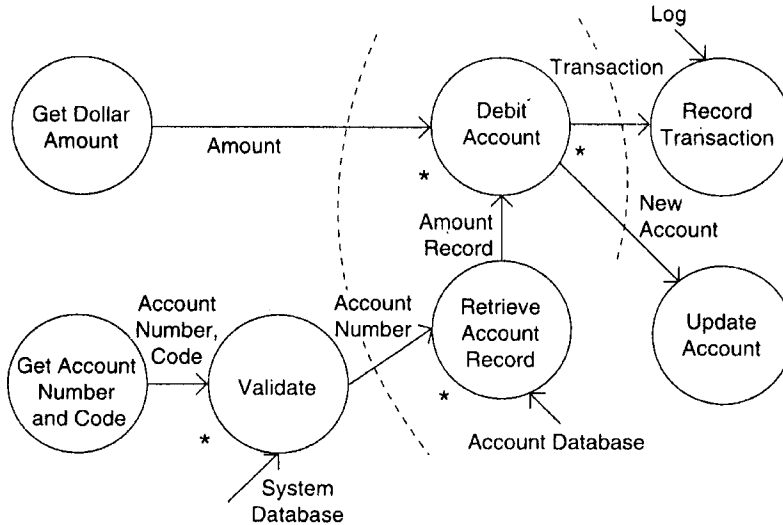 Log
Transaction
Get Dollar
Amount
Amount
Debit
Account
*
*
Record
Transaction
Amount
Record
New
Account
Account
Number,
Code
Account
Number
Get Account
Number
and Code
*
Validate
Retrieve
Account
Record
*
Update
Account
System
Database
Account Database